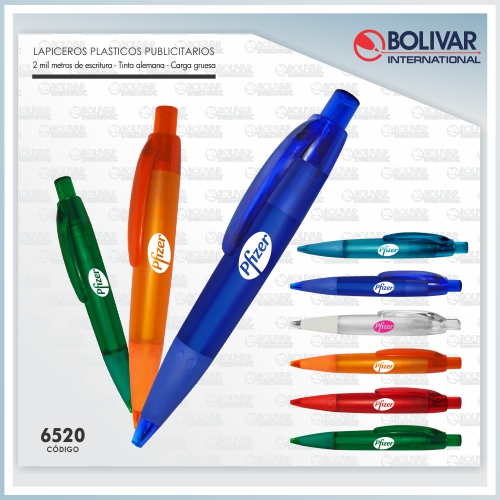 LAPICEROS PLASTICOS PUBLICITARIOS
2 mil metros de escritura - Tinta alemana - Carga gruesa
BOLIVAR
INTERNATIONAL
Pfizer
Pfizer
Pfizer
Pfizer
Pfizer
Pfizer
Pfizer
Pfizer
Pfizer
6520
CÓDIGO